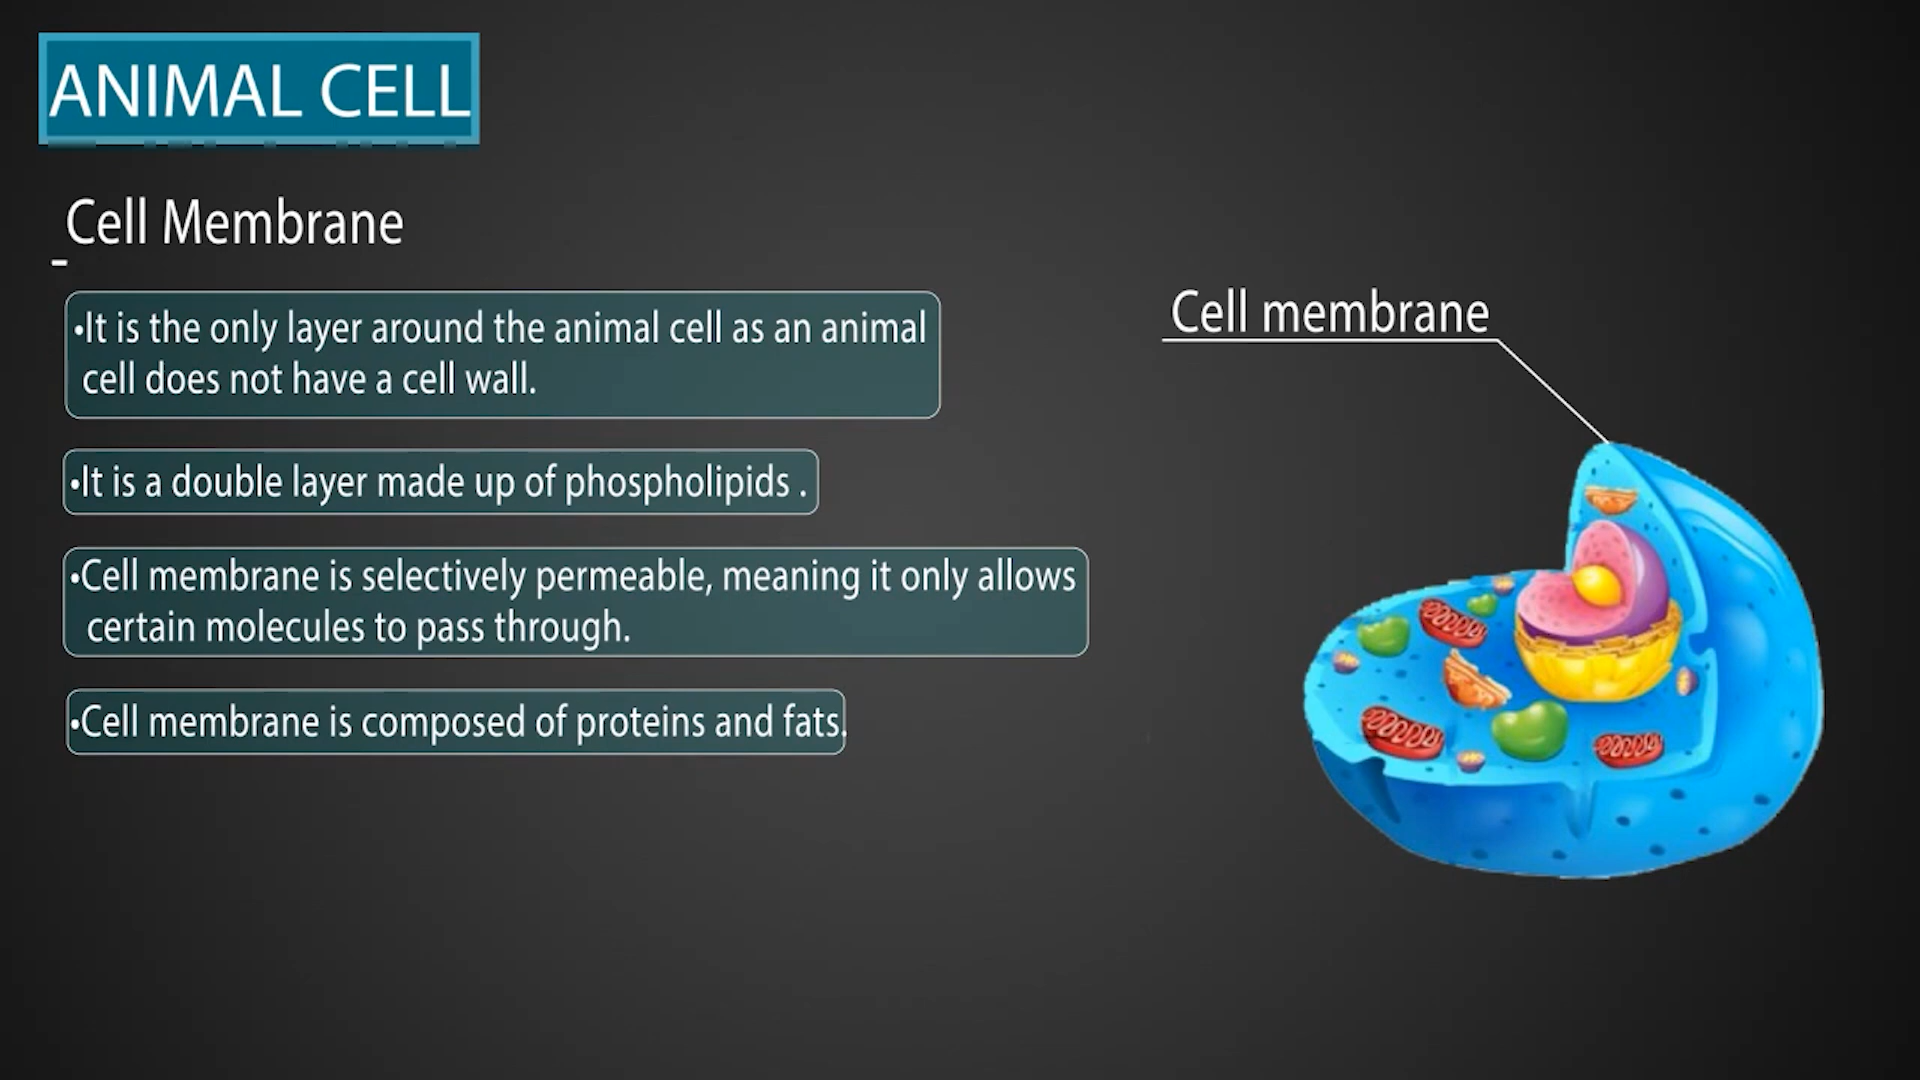 ANIMAL CELL
Cell Membrane
•It is the only layer around the animal cell as an animal
cell does not have a cell wall.
•It is a double layer made up of phospholipids .
•Cell membrane is selectively permeable, meaning it only allows
certain molecules to pass through.
•Cell membrane is composed of proteins and fats.
Cell membrane